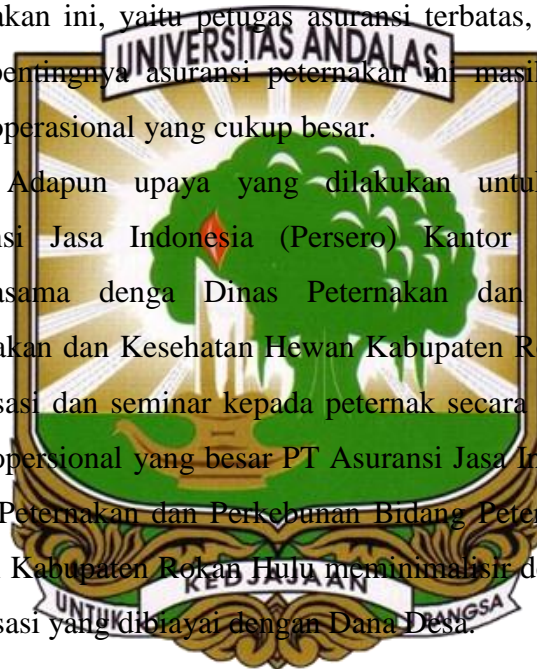 akan ini, yaitu petugas asuransi terbatas,
UNIVERSITAS ANDALAS
pentingnya asuransi peternakan ini masi
operasional yang cukup besar.
Adapun upaya yang dilakukan untu
nsi Jasa Indonesia (Persero) Kantor
asama denga Dinas Peternakan dan
akan dan Kesehatan Hewan Kabupaten R
sasi dan seminar kepada peternak secara
opersional yang besar PT Asuransi Jasa In
Peternakan dan Perkebunan Bidang Peter
Kabupaten Rokan Hulu meminimalisir d
KEDJAJAAN
UNTUK BANGSA
sasi yang dibiayai dengan Dana Desa.